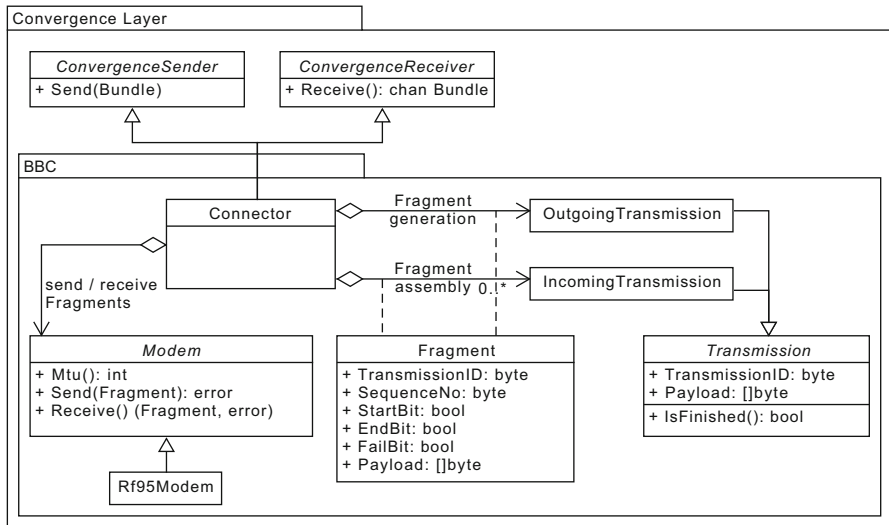 Convergence Layer
ConvergenceSender
+ Send(Bundle)
ConvergenceReceiver
+ Receive(): chan Bundle
BBC
Connector
Fragment
generation
OutgoingTransmission
Fragment
assembly 0..*
IncomingTransmission
send / receive
Fragments
Modem
+ Mtu(): int
+ Send(Fragment): error
+ Receive() (Fragment, error)
Rf95Modem
Fragment
+ TransmissionID: byte
+ SequenceNo: byte
+ StartBit: bool
+ EndBit: bool
+ FailBit: bool
+ Payload: []byte
Transmission
+ TransmissionID: byte
+ Payload: []byte
+ IsFinished(): bool